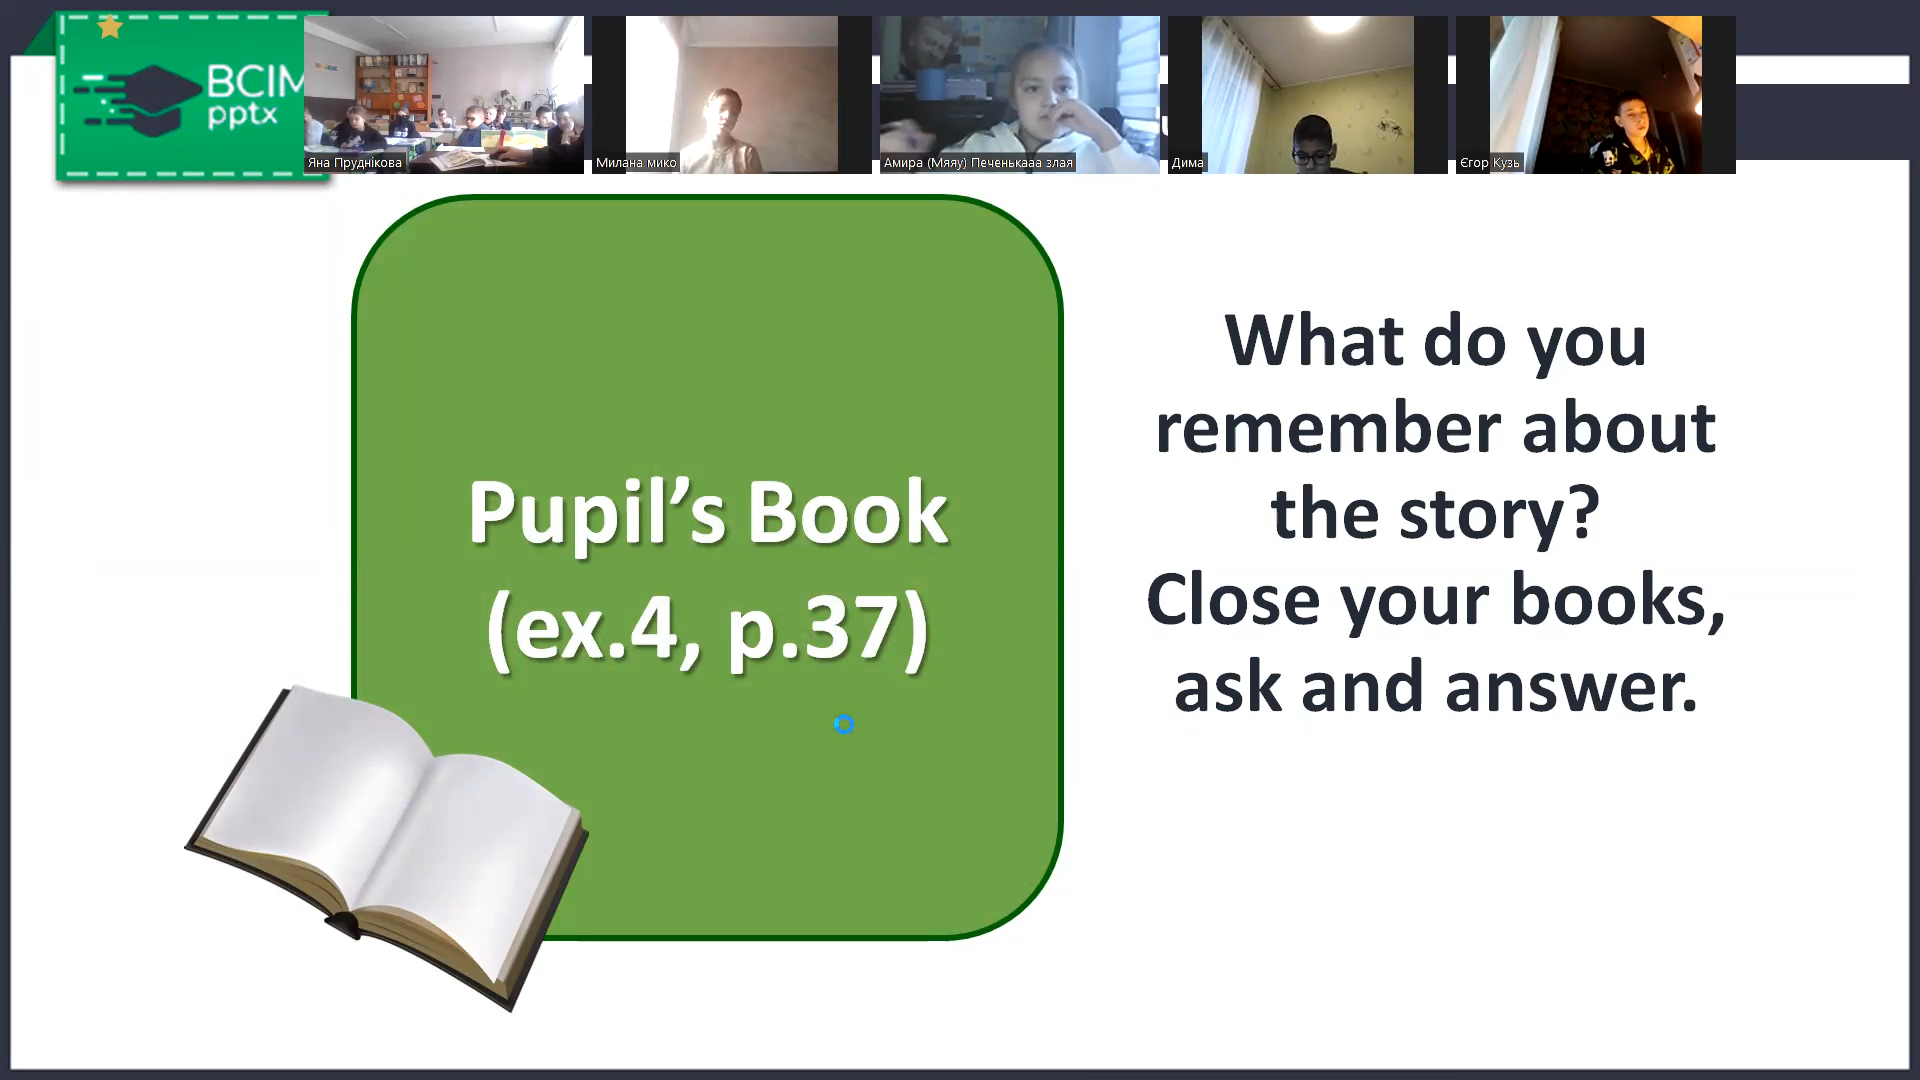 BCIM
pptx
Яна Пруднікова
Милана мико
Амира (Мяяу) Печенькааа злая
Дима
Єгор Кузь
Pupil’s Book
(ex.4, p.37)
What do you
remember about
the story?
Close your books,
ask and answer.